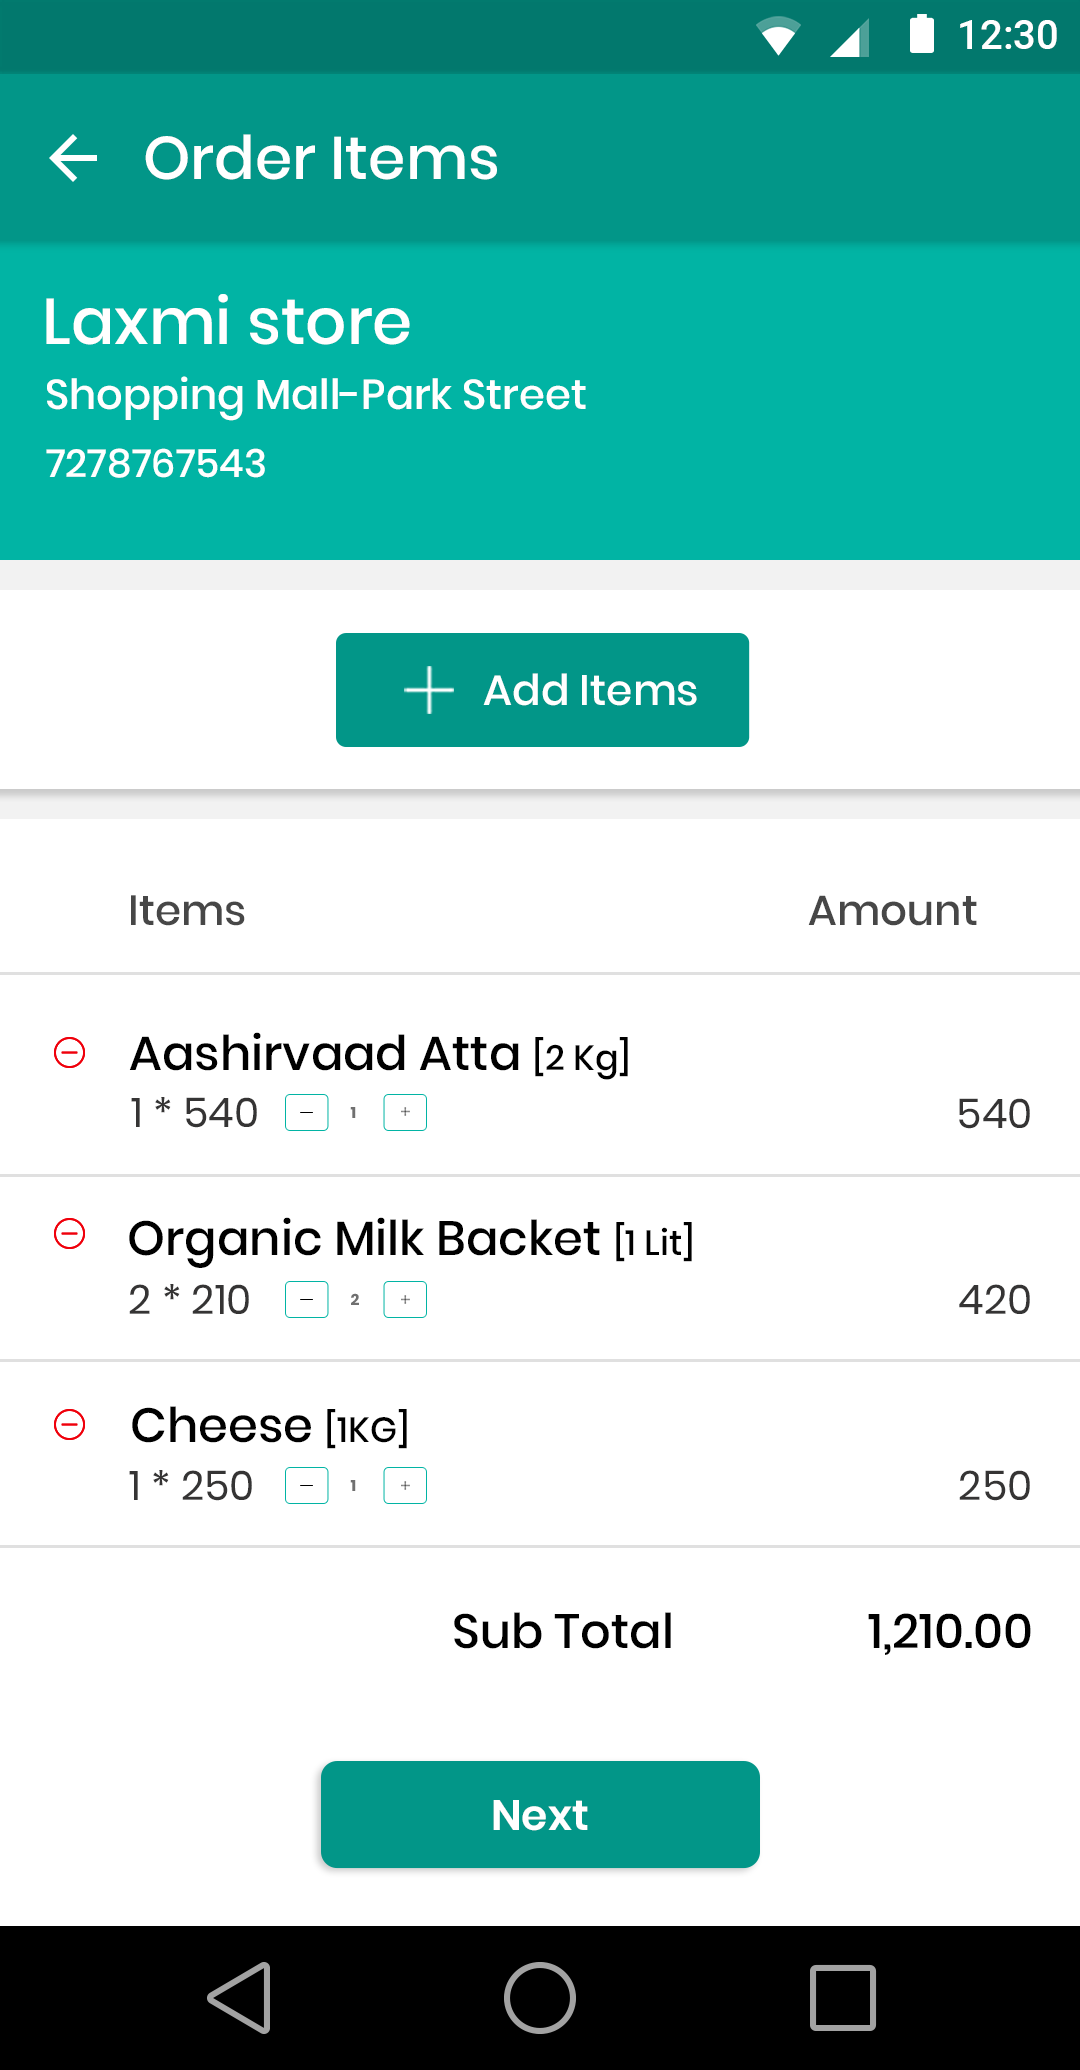 12:30
Order Items
Laxmi store
Shopping Mall-Park Street
7278767543
+ Add Items
Items Amount
Aashirvaad Atta [2 Kg]
1 * 540 − 1 + 540
Organic Milk Backet [1 Lit]
2 * 210 − 2 + 420
Cheese [1KG]
1 * 250 − 1 + 250
Sub Total 1,210.00
Next